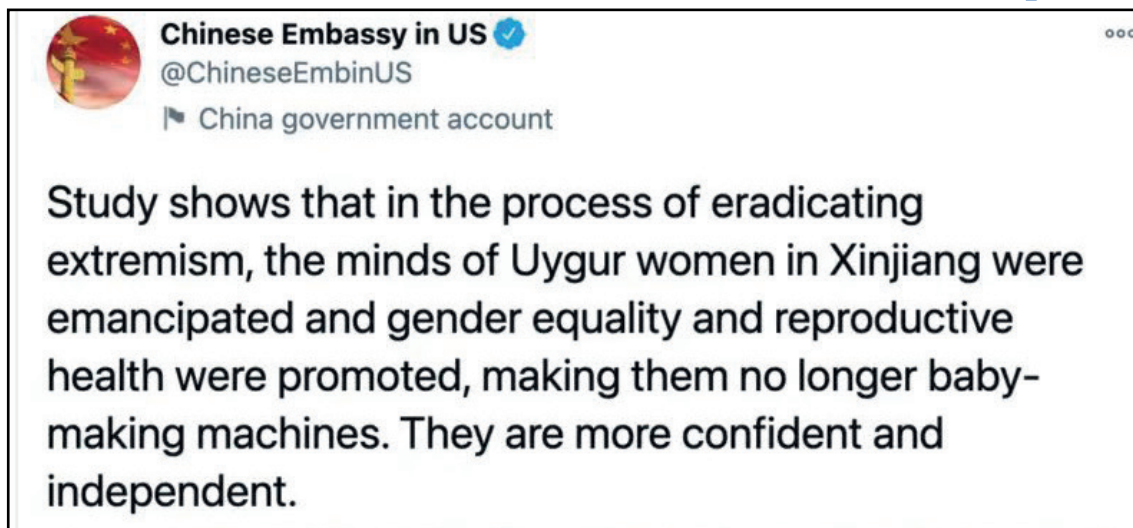 Chinese Embassy in US
@ChineseEmbinUS
China government account
Study shows that in the process of eradicating
extremism, the minds of Uygur women in Xinjiang were
emancipated and gender equality and reproductive
health were promoted, making them no longer baby-
making machines. They are more confident and
independent.